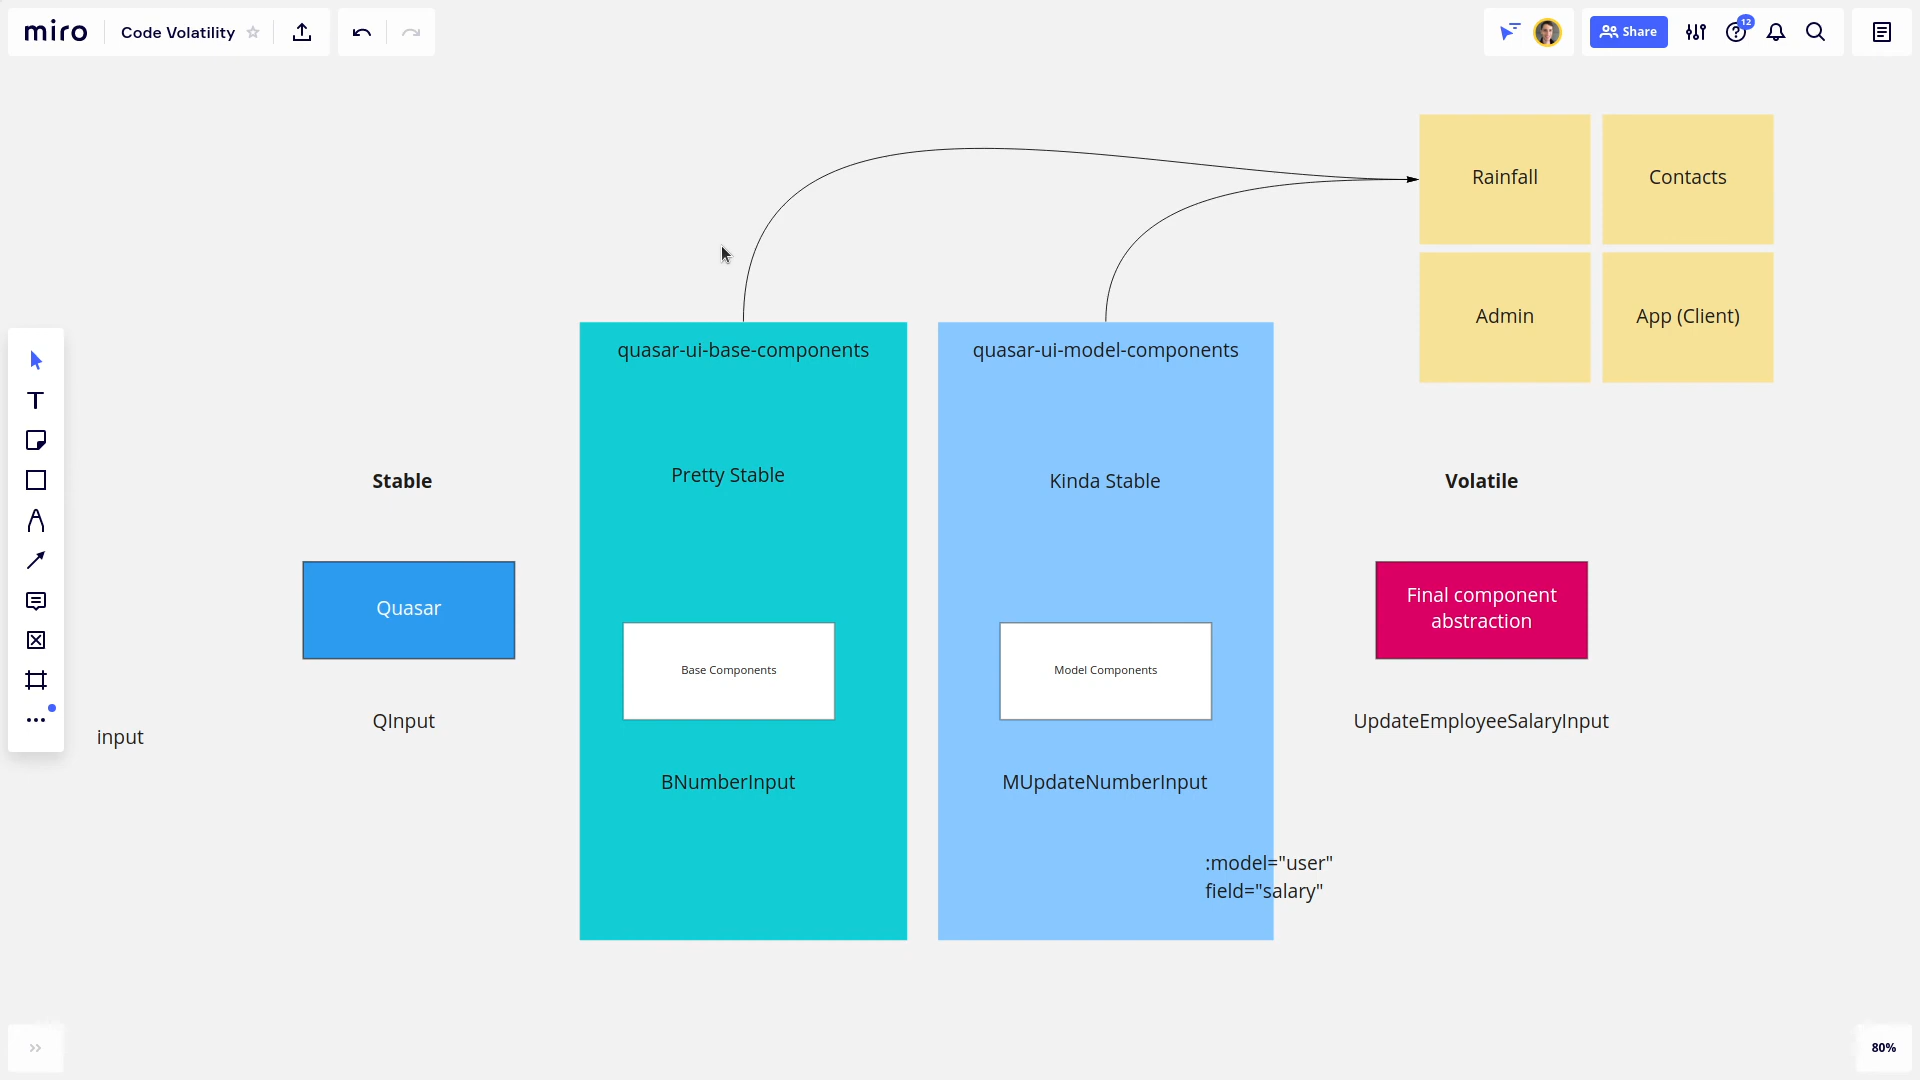 miro
Code Volatility
Share
12
Rainfall
Contacts
Admin
App (Client)
quasar-ui-base-components
quasar-ui-model-components
Stable
Pretty Stable
Kinda Stable
Volatile
Quasar
Final component
abstraction
Base Components
Model Components
input
QInput
UpdateEmployeeSalaryInput
BNumberInput
MUpdateNumberInput
:model="user"
field="salary"
80%